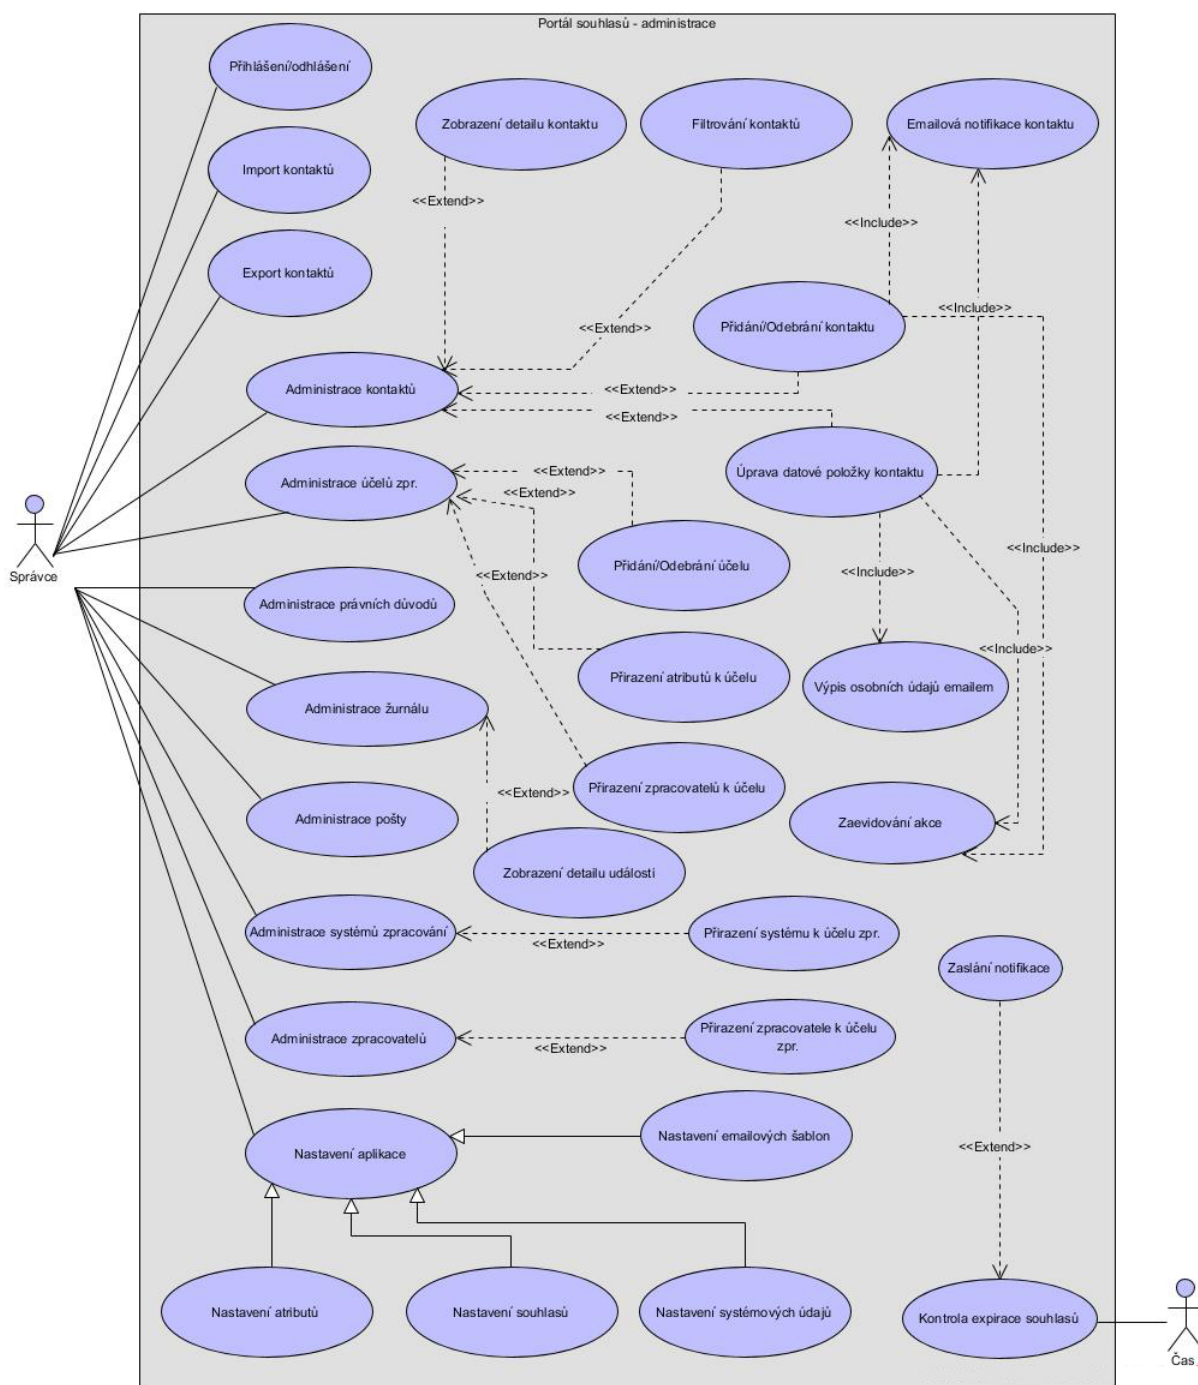 Portál souhlasů - administrace
Přihlášení/odhlášení
Zobrazení detailu kontaktu
Filtrování kontaktů
Emailová notifikace kontaktu
Import kontaktů
<<Extend>>
<<Include>>
Export kontaktů
<<Include>>
<<Extend>>
Přidání/Odebrání kontaktu
Administrace kontaktů
<<Extend>>
<<Extend>>
Administrace účelů zpr.
<<Extend>>
Úprava datové položky kontaktu
<<Extend>>
Správce
<<Extend>>
Přidání/Odebrání účelu
<<Include>>
<<Include>>
Administrace právních důvodů
<<Include>>
Přirazení atributů k účelu
Výpis osobních údajů emailem
Administrace žurnálu
<<Extend>>
Přirazení zpracovatelů k účelu
Administrace pošty
Zaevidování akce
Zobrazení detailu události
Administrace systémů zpracování
<<Extend>>
Přirazení systému k účelu zpr.
Zaslání notifikace
Administrace zpracovatelů
<<Extend>>
Přirazení zpracovatele k účelu
zpr.
Nastavení aplikace
Nastavení emailových šablon
<<Extend>>
Nastavení atributů
Nastavení souhlasů
Nastavení systémových údajů
Kontrola expirace souhlasů
Čas